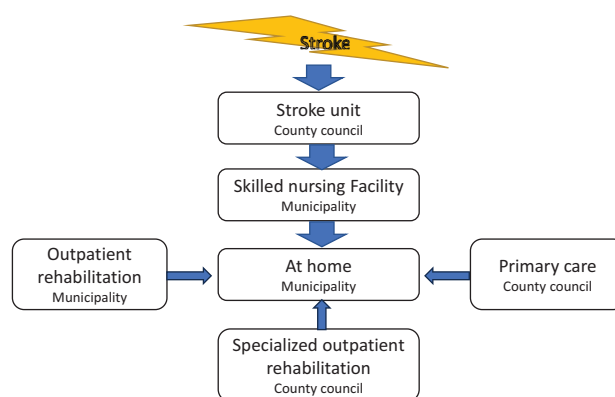 Stroke
Stroke unit
County council
Skilled nursing Facility
Municipality
Outpatient
rehabilitation
Municipality
At home
Municipality
Primary care
County council
Specialized outpatient
rehabilitation
County council